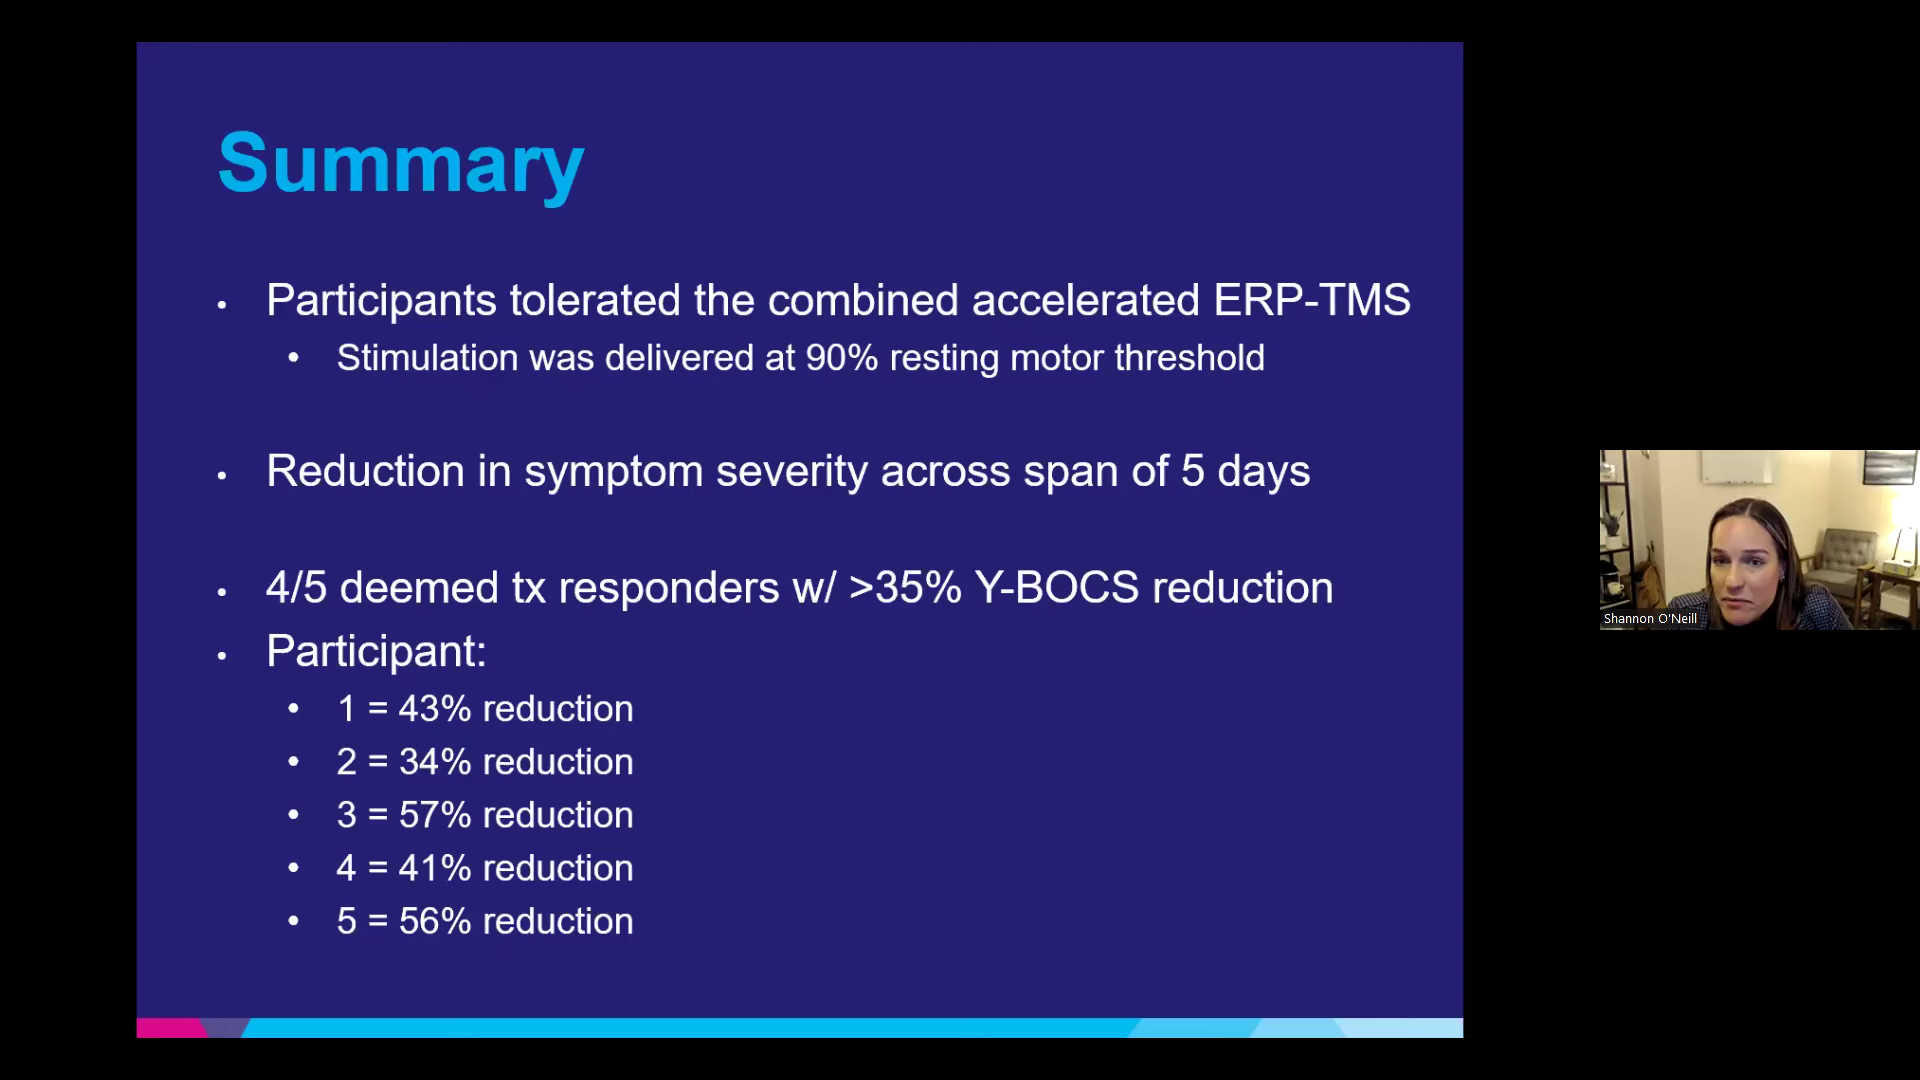 Summary
• Participants tolerated the combined accelerated ERP-TMS
• Stimulation was delivered at 90% resting motor threshold
• Reduction in symptom severity across span of 5 days
• 4/5 deemed tx responders w/ >35% Y-BOCS reduction
• Participant:
• 1 = 43% reduction
• 2 = 34% reduction
• 3 = 57% reduction
• 4 = 41% reduction
• 5 = 56% reduction
Shannon O'Neill